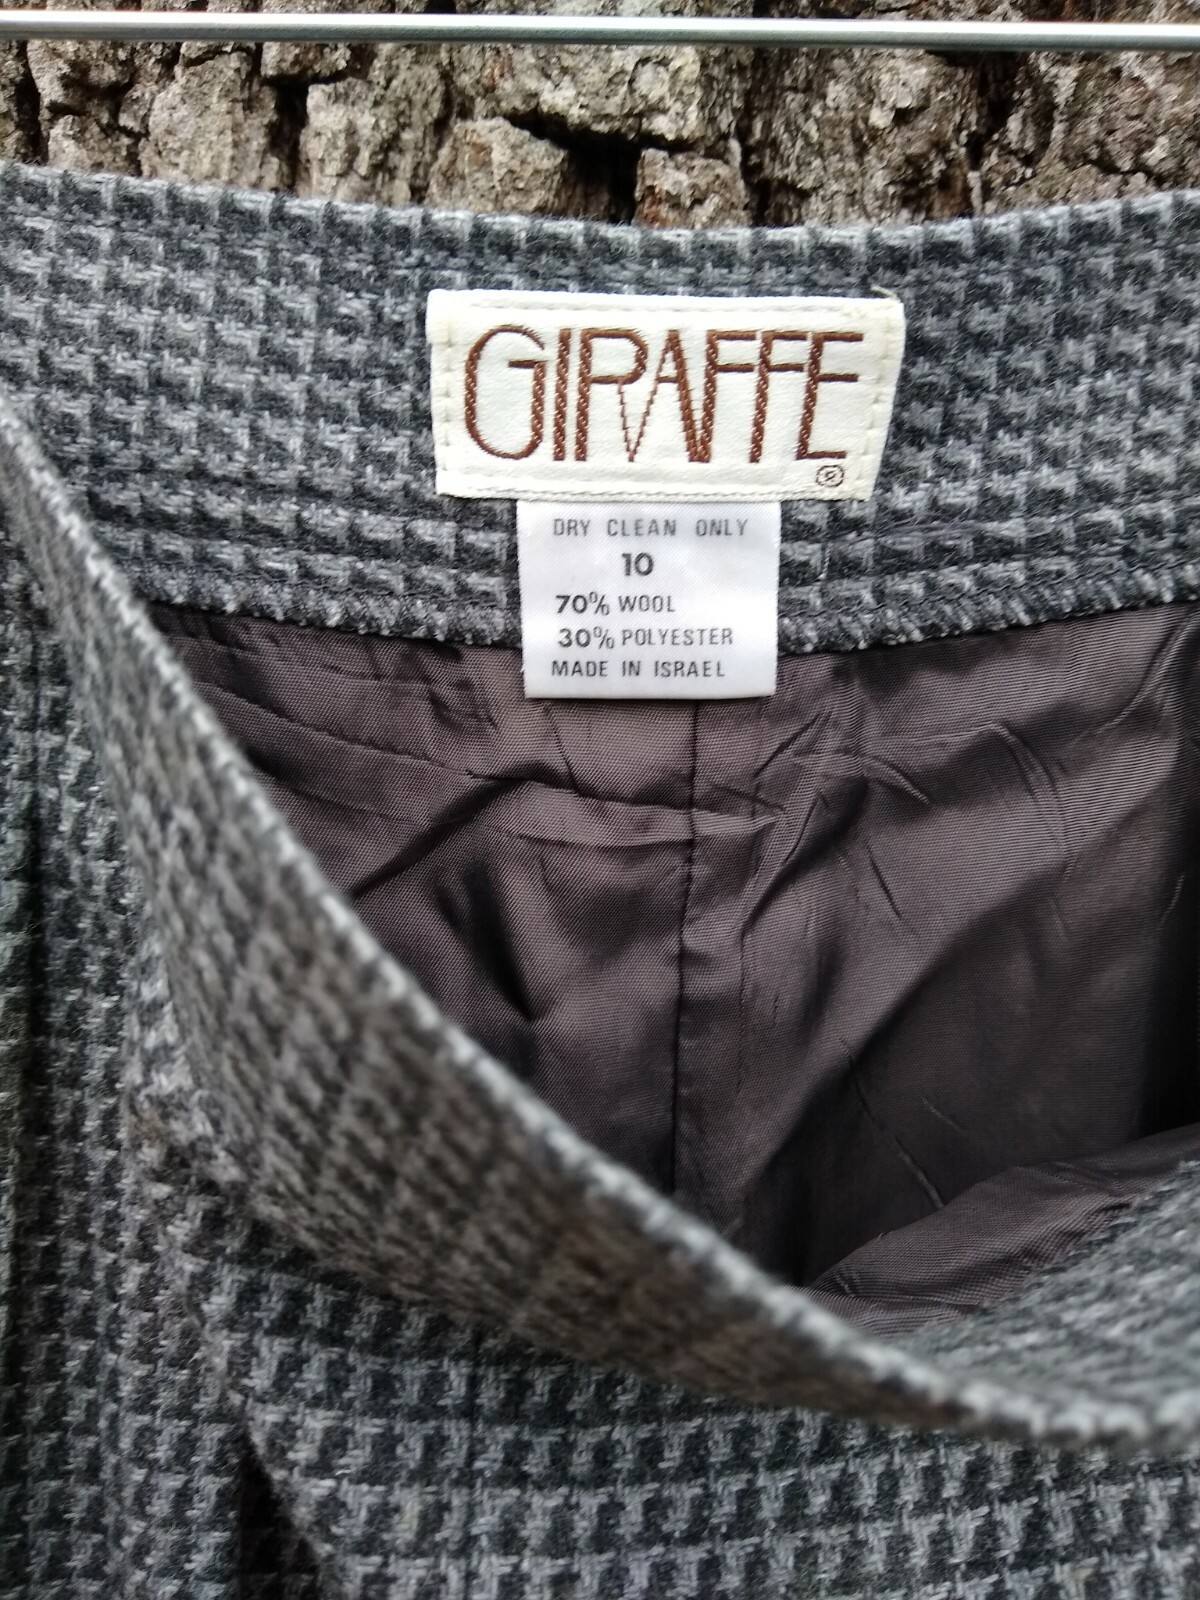 GIRAFFE
®
DRY CLEAN ONLY
10
70% WOOL
30% POLYESTER
MADE IN ISRAEL